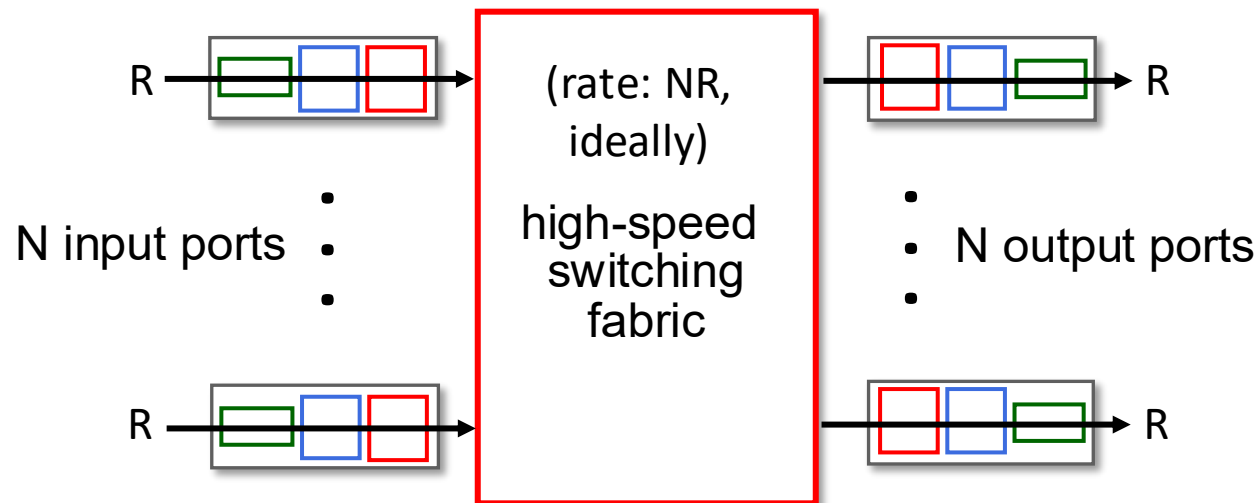 R
(rate: NR,
ideally)
R
N input ports
high-speed
switching
fabric
N output ports
R
R